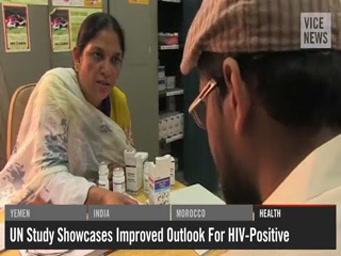 VICE
NEWS
YEMEN INDIA MOROCCO HEALTH
UN Study Showcases Improved Outlook For HIV-Positive